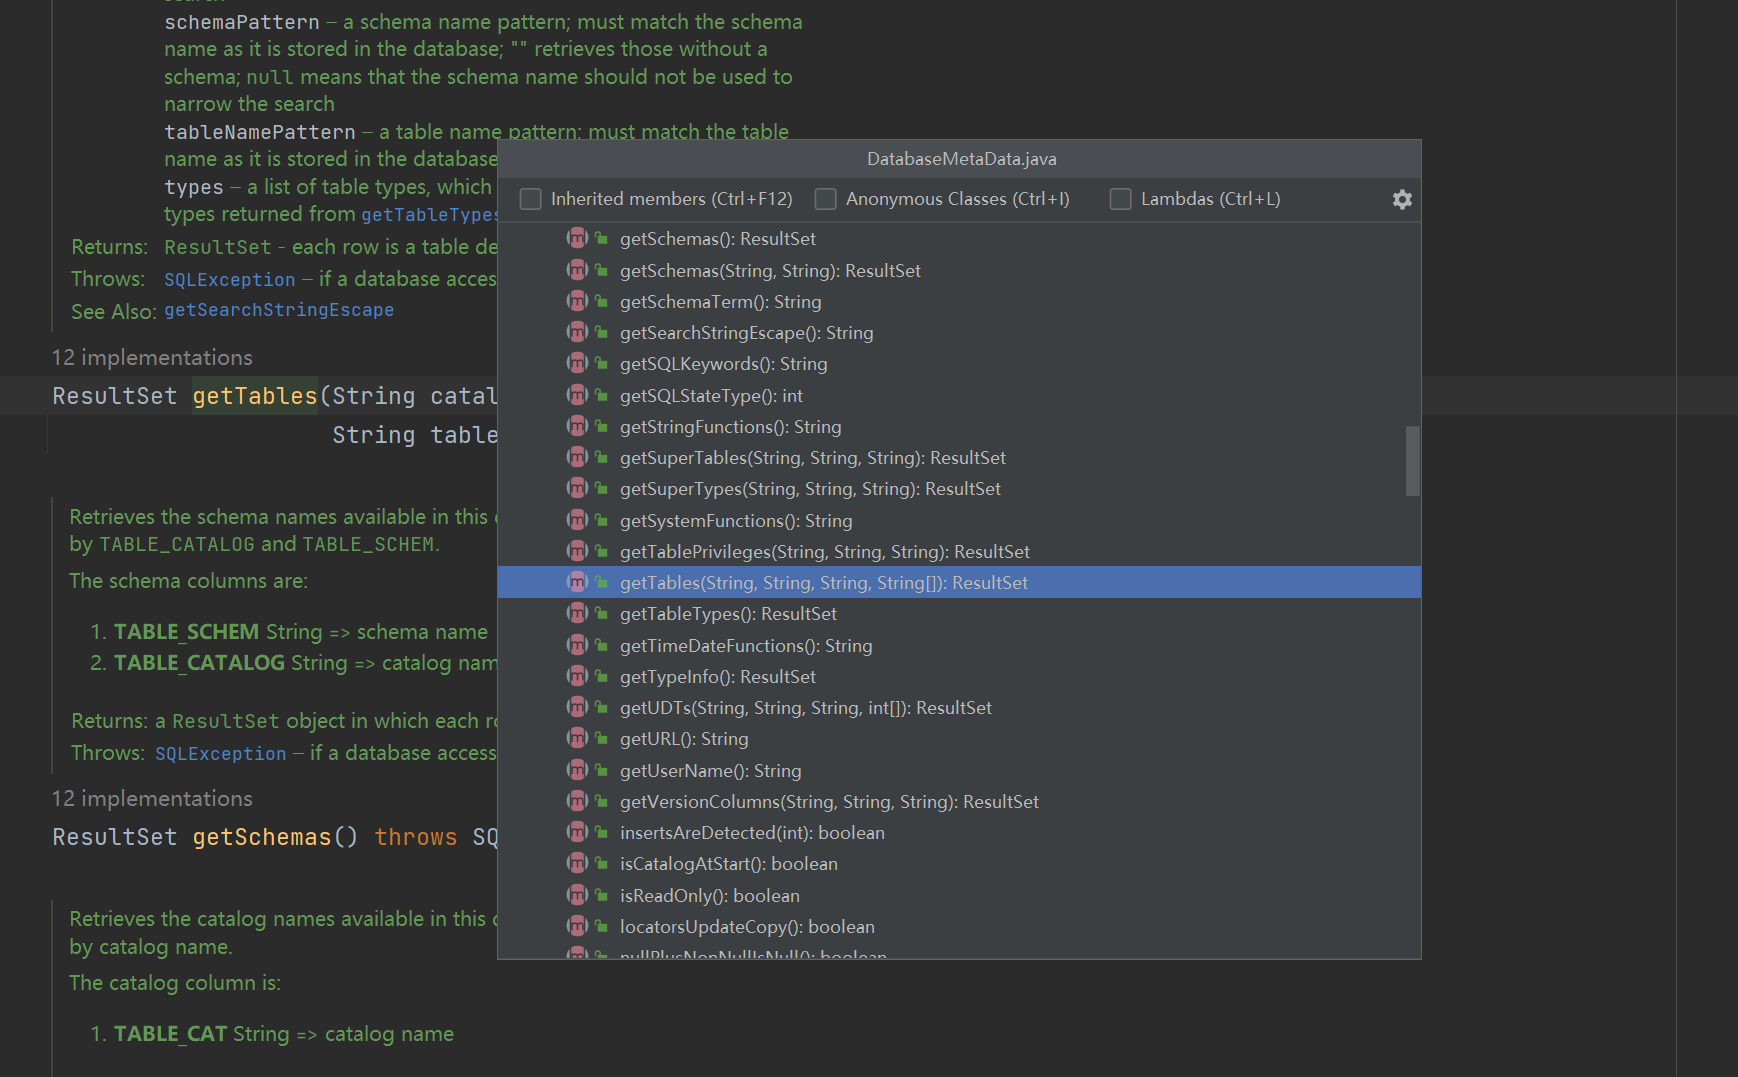 search
schemaPattern – a schema name pattern; must match the schema
name as it is stored in the database; "" retrieves those without a
schema; null means that the schema name should not be used to
narrow the search
tableNamePattern – a table name pattern; must match the table
name as it is stored in the database
types – a list of table types, which
types returned from getTableTypes
Returns: ResultSet - each row is a table de
Throws: SQLException – if a database acces
See Also: getSearchStringEscape
12 implementations
ResultSet getTables(String catal
String table
Retrieves the schema names available in this
by TABLE_CATALOG and TABLE_SCHEM.
The schema columns are:
1. TABLE_SCHEM String => schema name
2. TABLE_CATALOG String => catalog nam
Returns: a ResultSet object in which each ro
Throws: SQLException – if a database access
12 implementations
ResultSet getSchemas() throws SQ
Retrieves the catalog names available in this
by catalog name.
The catalog column is:
1. TABLE_CAT String => catalog name
DatabaseMetaData.java
Inherited members (Ctrl+F12) Anonymous Classes (Ctrl+I) Lambdas (Ctrl+L)
getSchemas(): ResultSet
getSchemas(String, String): ResultSet
getSchemaTerm(): String
getSearchStringEscape(): String
getSQLKeywords(): String
getSQLStateType(): int
getStringFunctions(): String
getSuperTables(String, String, String): ResultSet
getSuperTypes(String, String, String): ResultSet
getSystemFunctions(): String
getTablePrivileges(String, String, String): ResultSet
getTables(String, String, String, String[]): ResultSet
getTableTypes(): ResultSet
getTimeDateFunctions(): String
getTypeInfo(): ResultSet
getUDTs(String, String, String, int[]): ResultSet
getURL(): String
getUserName(): String
getVersionColumns(String, String, String): ResultSet
insertsAreDetected(int): boolean
isCatalogAtStart(): boolean
isReadOnly(): boolean
locatorsUpdateCopy(): boolean
nullPlusNonNullIsNull(): boolean